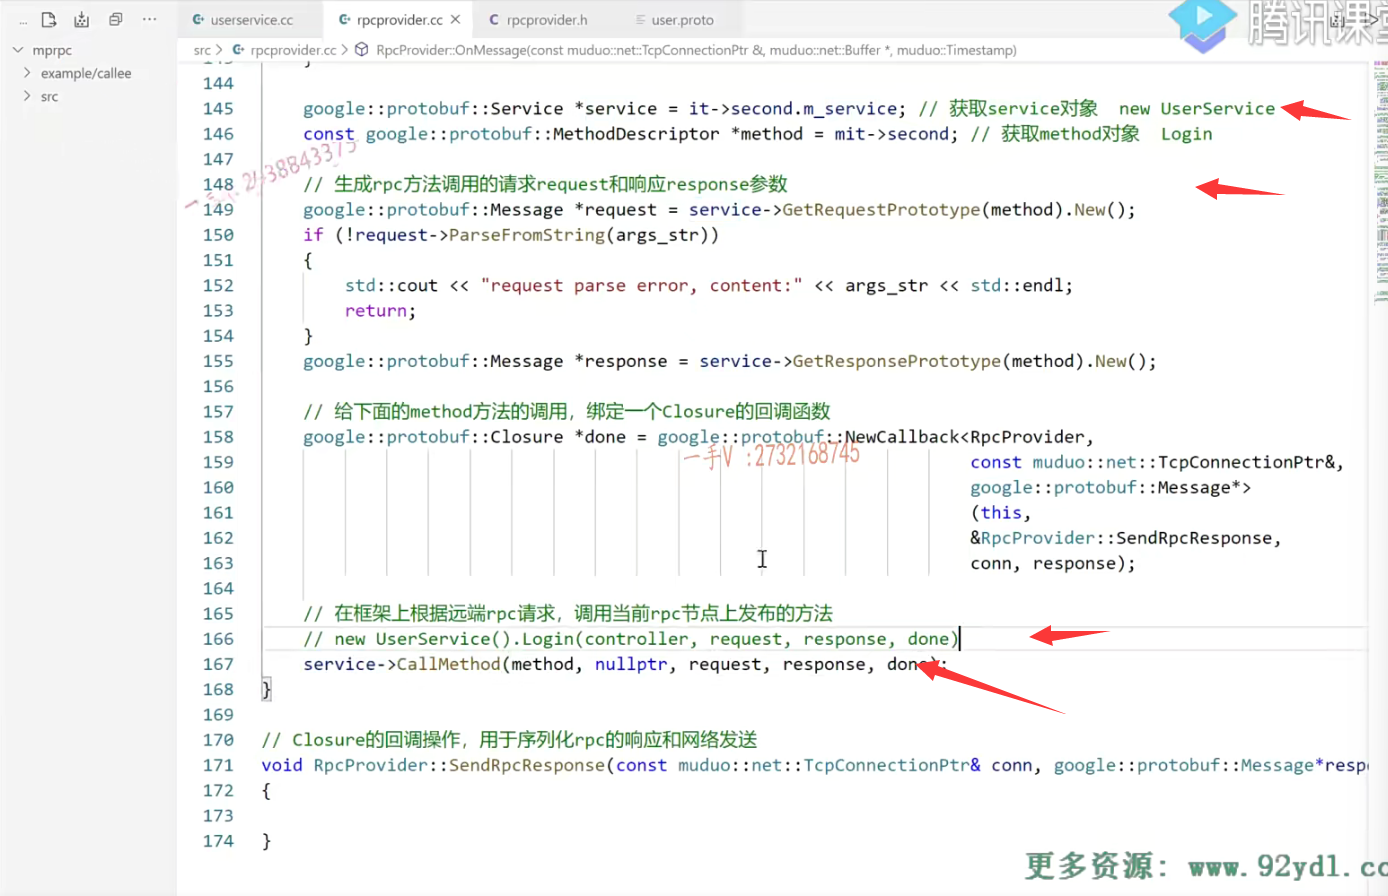 userservice.cc
rpcprovider.cc
rpcprovider.h
user.proto
腾讯课堂
mprpc
example/callee
src
src > rpcprovider.cc > RpcProvider::OnMessage(const muduo::net::TcpConnectionPtr &, muduo::net::Buffer *, muduo::Timestamp)
144
145 google::protobuf::Service *service = it->second.m_service; // 获取service对象 new UserService
146 const google::protobuf::MethodDescriptor *method = mit->second; // 获取method对象 Login
147
148 // 生成rpc方法调用的请求request和响应response参数
149 google::protobuf::Message *request = service->GetRequestPrototype(method).New();
150 if (!request->ParseFromString(args_str))
151 {
152 std::cout << "request parse error, content:" << args_str << std::endl;
153 return;
154 }
155 google::protobuf::Message *response = service->GetResponsePrototype(method).New();
156
157 // 给下面的method方法的调用，绑定一个Closure的回调函数
158 google::protobuf::Closure *done = google::protobuf::NewCallback<RpcProvider,
一手V :2732168745
159 const muduo::net::TcpConnectionPtr&,
160 google::protobuf::Message*>
161 (this,
162 &RpcProvider::SendRpcResponse,
163 conn, response);
164
165 // 在框架上根据远端rpc请求，调用当前rpc节点上发布的方法
166 // new UserService().Login(controller, request, response, done)
167 service->CallMethod(method, nullptr, request, response, done);
168 }
169
170 // Closure的回调操作，用于序列化rpc的响应和网络发送
171 void RpcProvider::SendRpcResponse(const muduo::net::TcpConnectionPtr& conn, google::protobuf::Message*resp
172 {
173
174 }
更多资源: www.92ydl.co